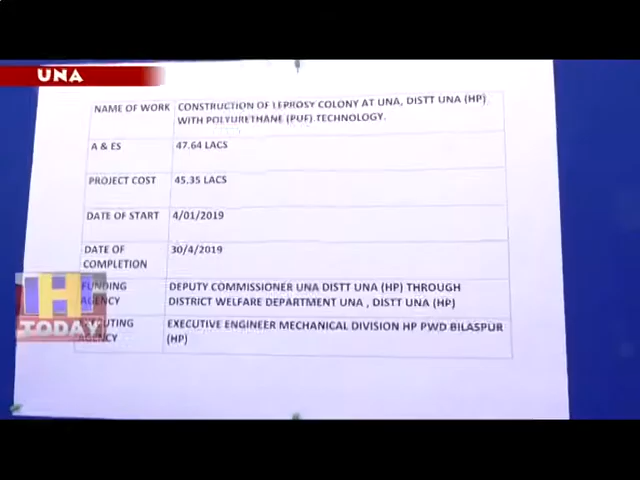 UNA
NAME OF WORK CONSTRUCTION OF LEPROSY COLONY AT UNA, DISTT UNA (HP)
WITH POLYURETHANE (PUF) TECHNOLOGY.
A & ES 47.64 LACS
PROJECT COST 45.35 LACS
DATE OF START 4/01/2019
DATE OF 30/4/2019
COMPLETION
FUNDING DEPUTY COMMISSIONER UNA DISTT UNA (HP) THROUGH
AGENCY DISTRICT WELFARE DEPARTMENT UNA , DISTT UNA (HP)
EXECUTIVE ENGINEER MECHANICAL DIVISION HP PWD BILASPUR
AGENCY (HP)
H
TODAY